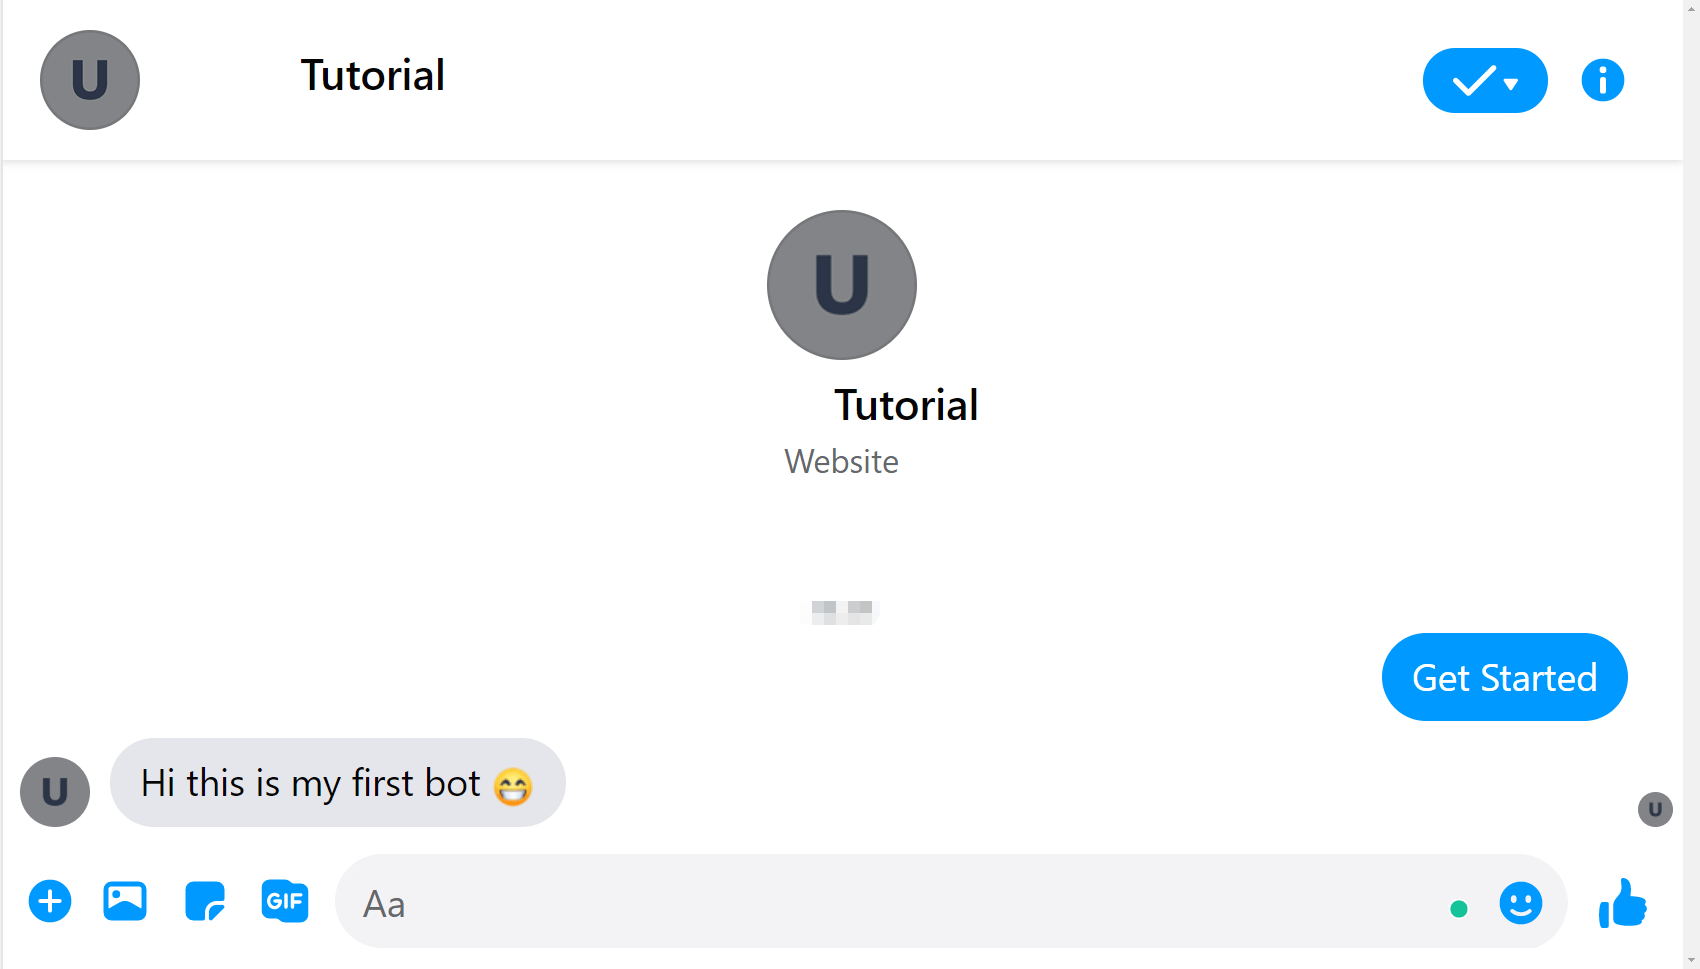 U
Tutorial
U
Tutorial
Website
Get Started
U
Hi this is my first bot 😁
U
GIF
Aa